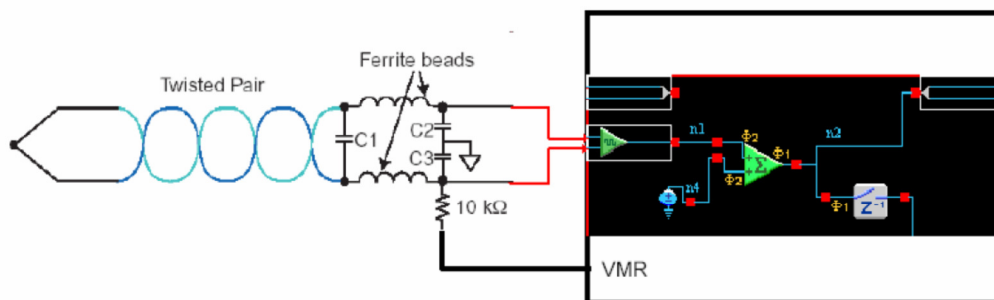 Ferrite beads
Twisted Pair
C1
C2
C3
10 kΩ
VMR
n1
Φ2
Φ1
n2
Σ
n4
Φ2
Φ1
Z⁻¹